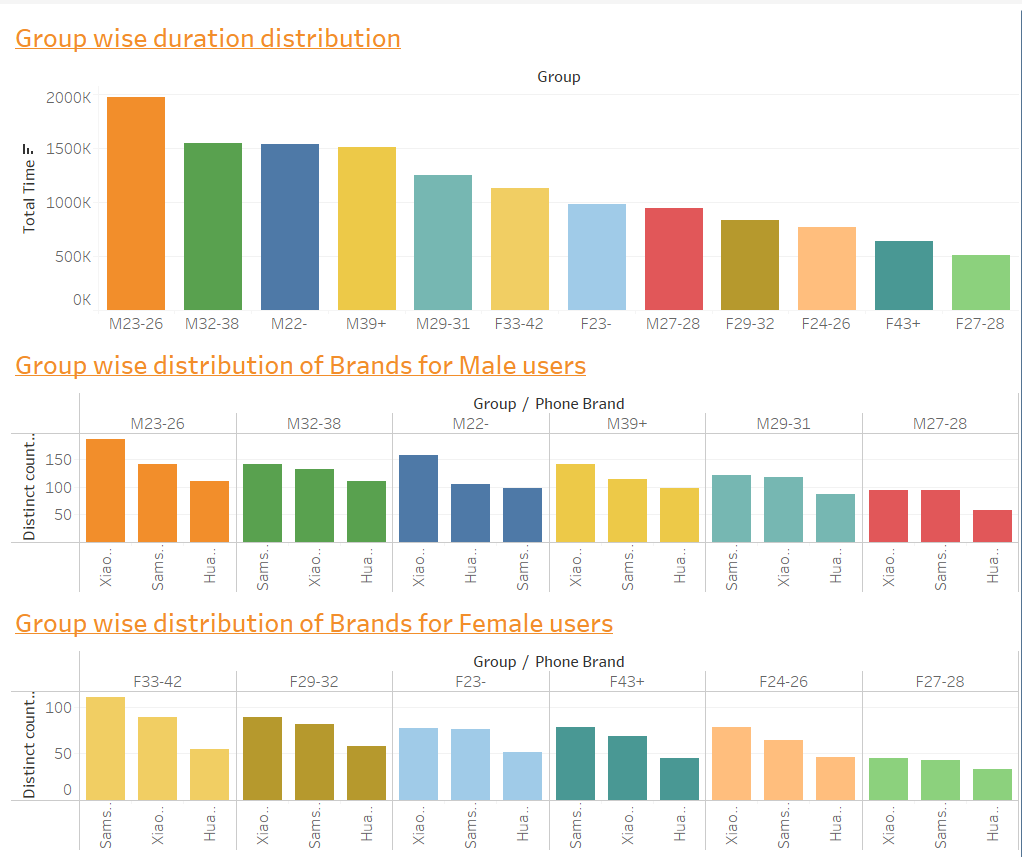 Group wise duration distribution
Group
2000K
1500K
1000K
500K
0K
Total Time
M23-26 M32-38 M22- M39+ M29-31 F33-42 F23- M27-28 F29-32 F24-26 F43+ F27-28
Group wise distribution of Brands for Male users
Group / Phone Brand
M23-26 M32-38 M22- M39+ M29-31 M27-28
Distinct count..
150
100
50
Xiao.. Sams.. Hua.. Sams.. Xiao.. Hua.. Xiao.. Hua.. Sams.. Xiao.. Sams.. Hua.. Sams.. Xiao.. Hua.. Xiao.. Sams.. Hua..
Group wise distribution of Brands for Female users
Group / Phone Brand
F33-42 F29-32 F23- F43+ F24-26 F27-28
Distinct count..
100
50
0
Sams.. Xiao.. Hua.. Xiao.. Sams.. Hua.. Xiao.. Sams.. Hua.. Sams.. Xiao.. Hua.. Xiao.. Sams.. Hua.. Xiao.. Sams.. Hua..